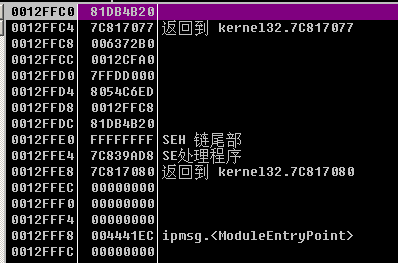 0012FFC0 81DB4B20
0012FFC4 7C817077 返回到 kernel32.7C817077
0012FFC8 006372B0
0012FFCC 0012CFA0
0012FFD0 7FFDD000
0012FFD4 8054C6ED
0012FFD8 0012FFC8
0012FFDC 81DB4B20
0012FFE0 FFFFFFFF SEH 链尾部
0012FFE4 7C839AD8 SE处理程序
0012FFE8 7C817080 返回到 kernel32.7C817080
0012FFEC 00000000
0012FFF0 00000000
0012FFF4 00000000
0012FFF8 004441EC ipmsg.<ModuleEntryPoint>
0012FFFC 00000000